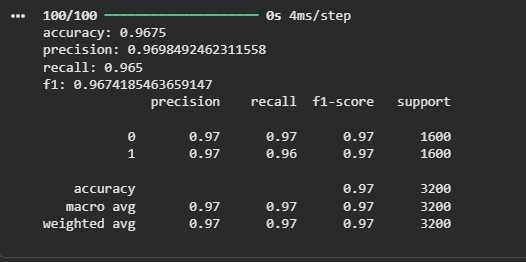 ••• 100/100 ━━━━━━━━━━━━━━━━━━━━ 0s 4ms/step
accuracy: 0.9675
precision: 0.9698492462311558
recall: 0.965
f1: 0.9674185463659147
precision recall f1-score support
0 0.97 0.97 0.97 1600
1 0.97 0.96 0.97 1600
accuracy 0.97 3200
macro avg 0.97 0.97 0.97 3200
weighted avg 0.97 0.97 0.97 3200